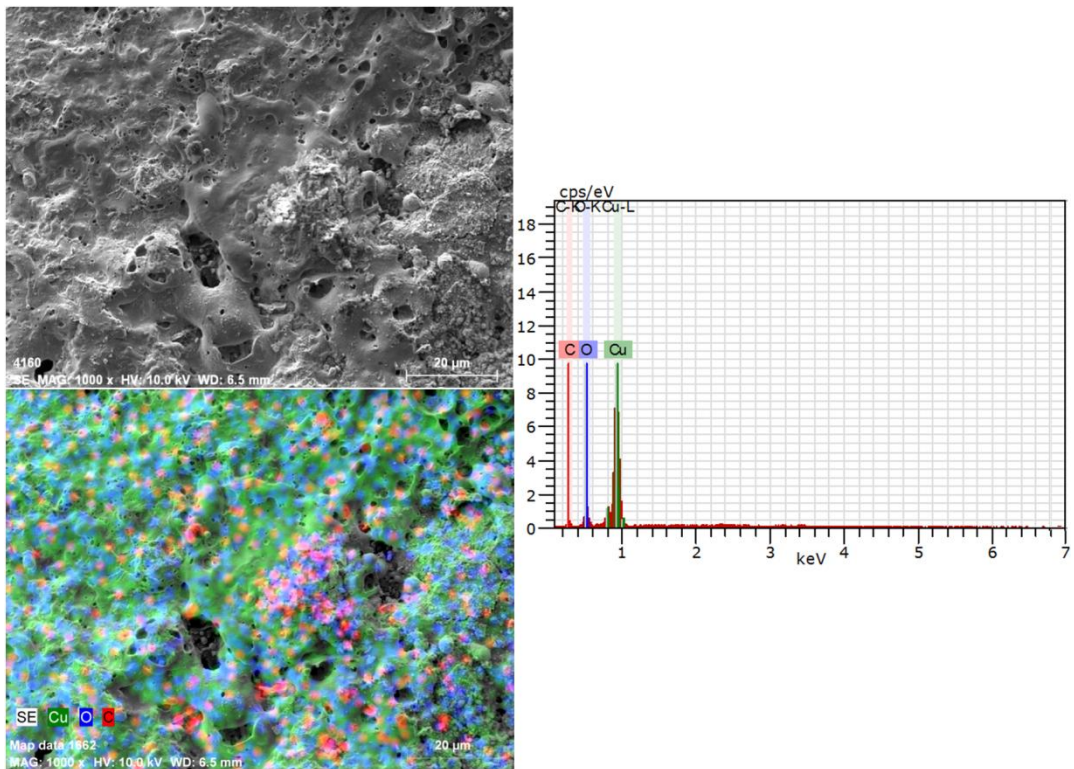 4160
20 µm
SE MAG: 1000 x HV: 10.0 kV WD: 6.5 mm
SE Cu O C
Map data 1662
20 µm
MAG: 1000 x HV: 10.0 kV WD: 6.5 mm
cps/eV
C-K O-K Cu-L
18
16
14
12
10
8
6
4
2
0
C O Cu
1 2 3 4 5 6 7
keV